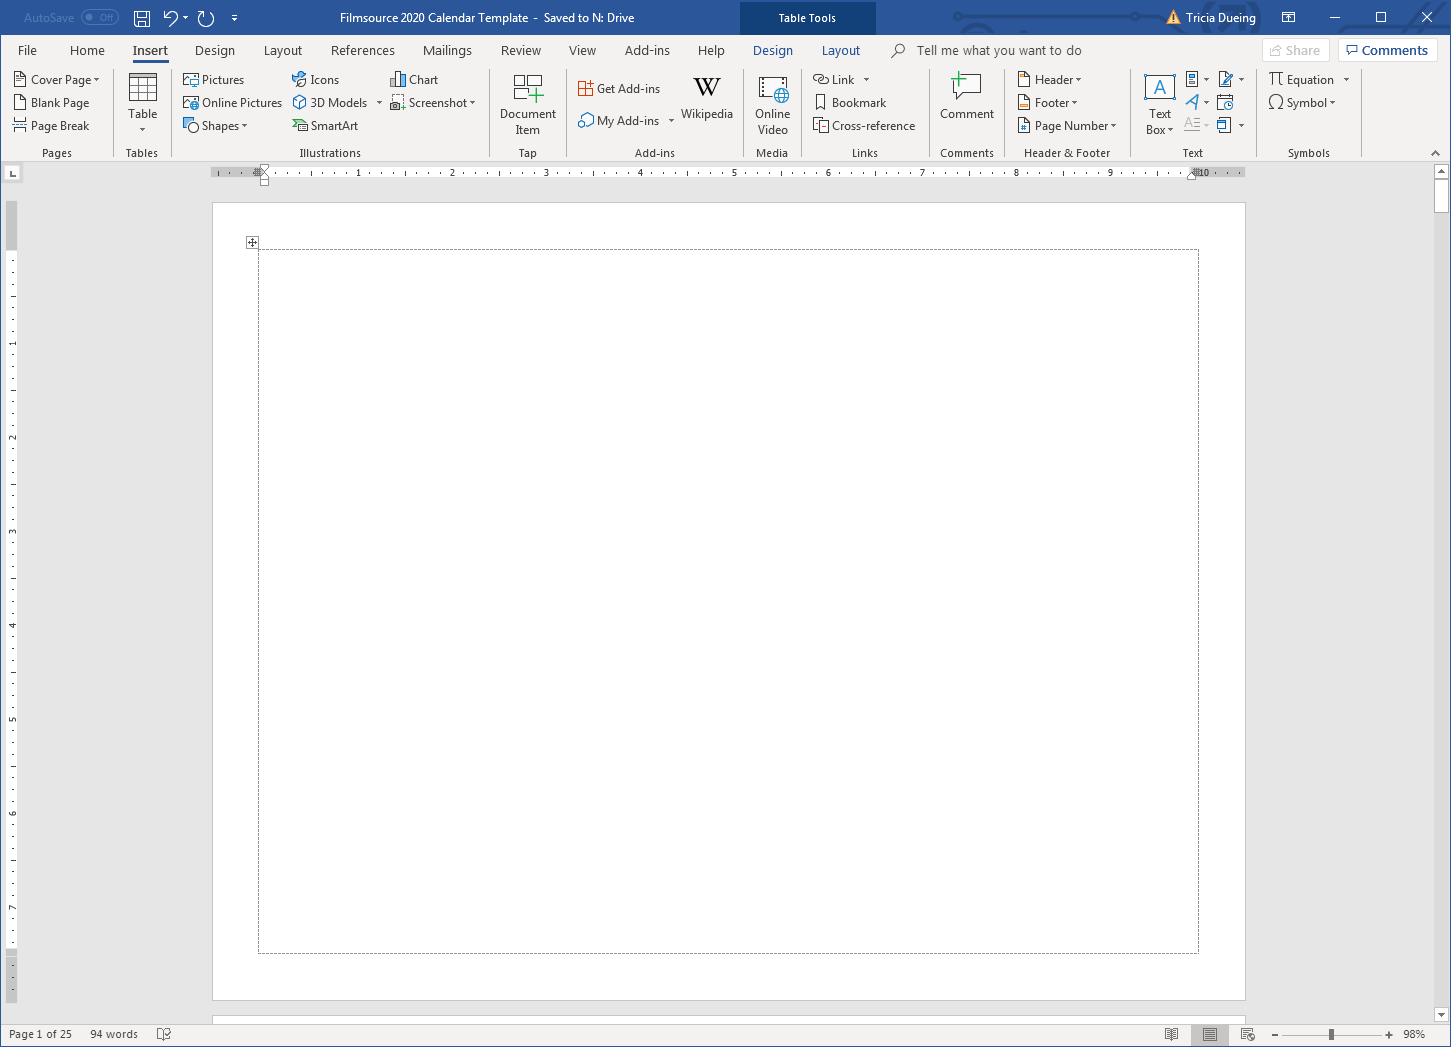 AutoSave Off Filmsource 2020 Calendar Template - Saved to N: Drive Table Tools Tricia Dueing
File Home Insert Design Layout References Mailings Review View Add-ins Help Design Layout Tell me what you want to do Share Comments
Cover Page
Blank Page
Page Break
Pages
Table
Tables
Pictures
Online Pictures
Shapes
Icons
3D Models
SmartArt
Chart
Screenshot
Illustrations
Document
Item
Tap
Get Add-ins
My Add-ins
W
Wikipedia
Add-ins
Online
Video
Media
Link
Bookmark
Cross-reference
Links
Comment
Comments
Header
Footer
Page Number
Header & Footer
A
Text
Box
Text
π Equation
Ω Symbol
Symbols
L
1 2 3 4 5 6 7 8 9 10
1
2
3
4
5
6
7
Page 1 of 25 94 words 98%